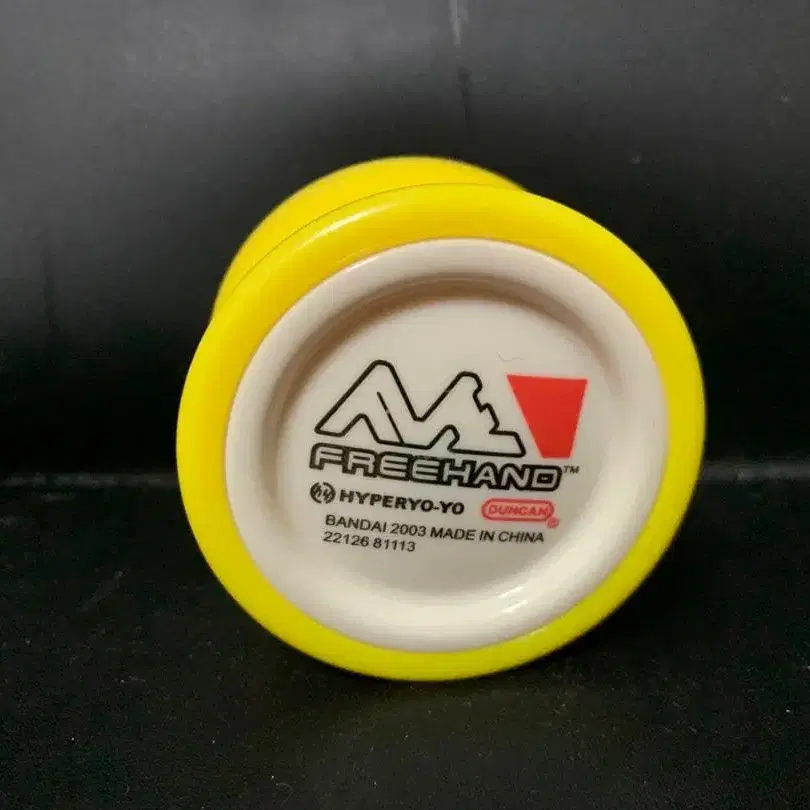 FREEHAND™
HYPERYO-YO DUNCAN®
BANDAI 2003 MADE IN CHINA
22126 81113